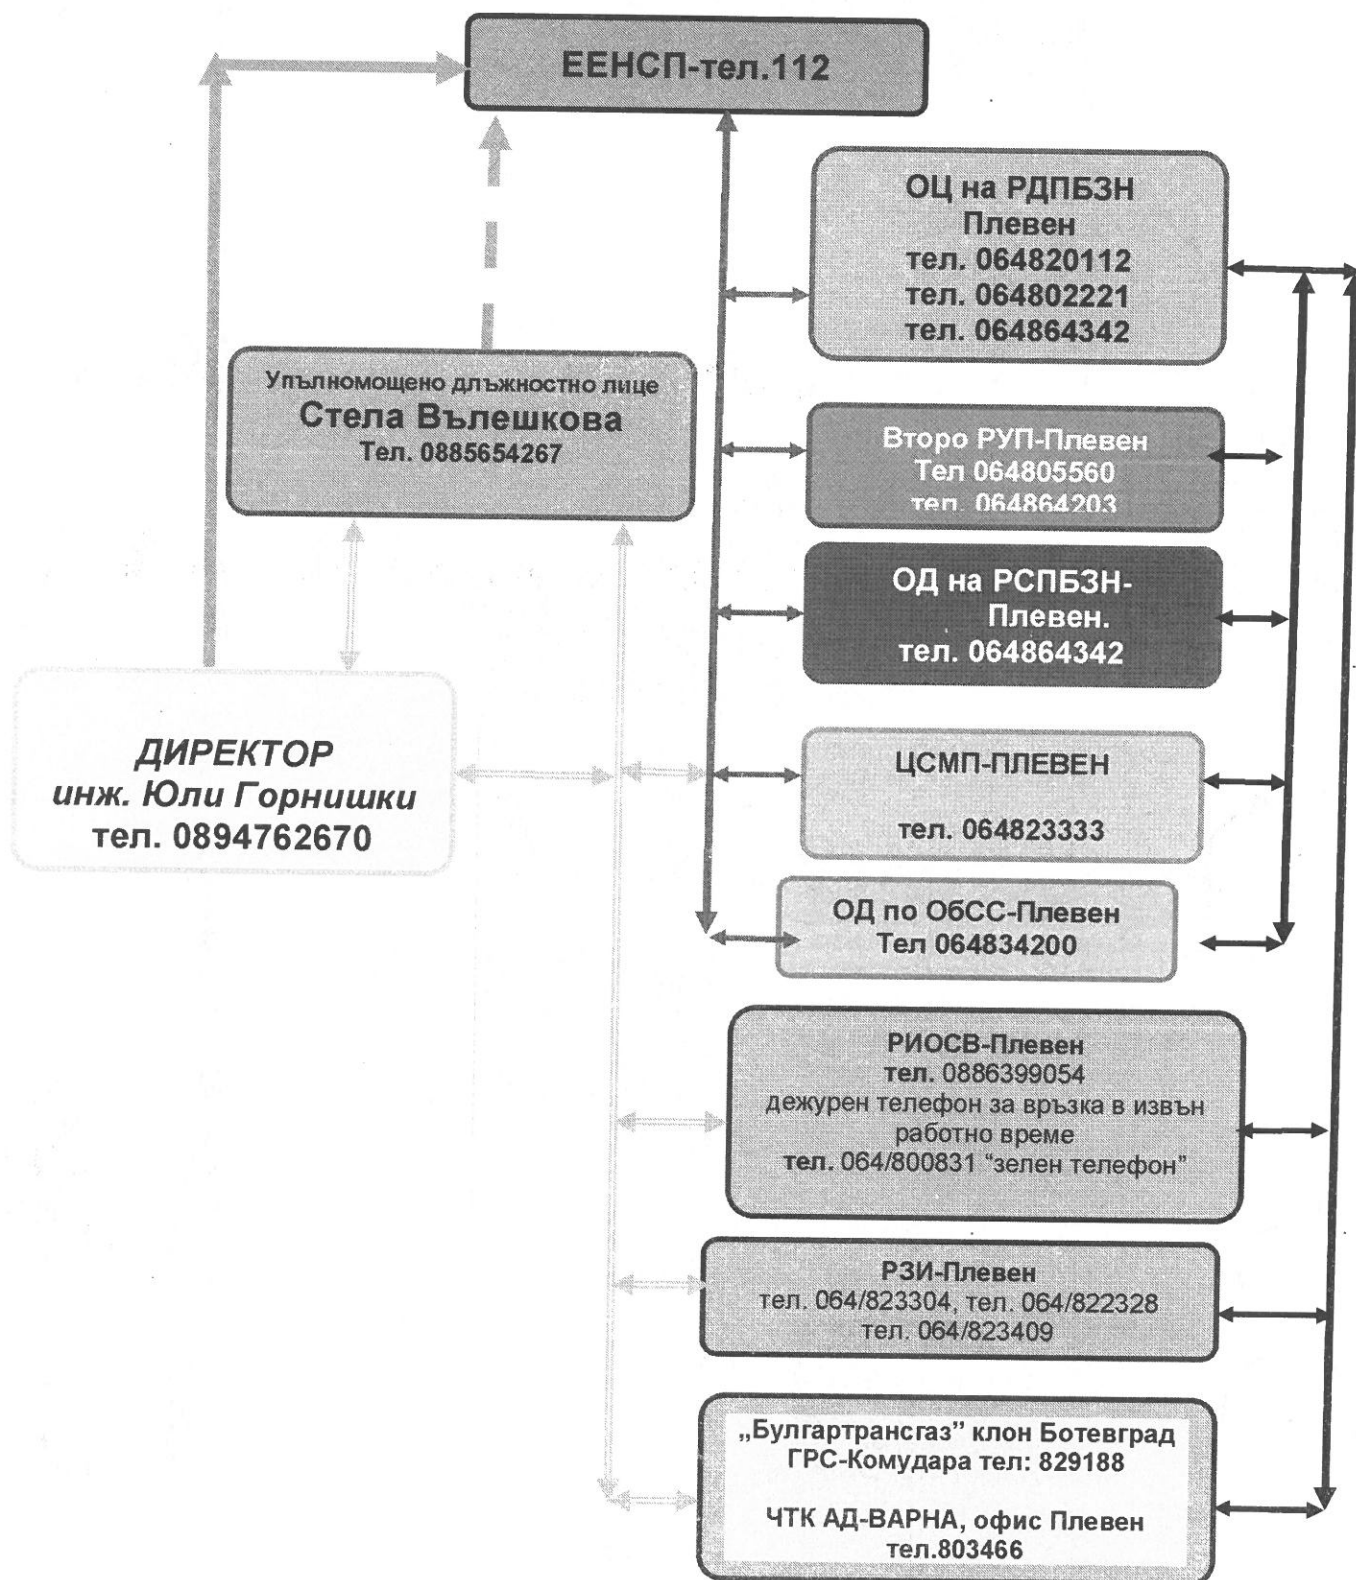 ЕЕНСП-тел.112
ОЦ на РДПБЗН
Плевен
тел. 064820112
тел. 064802221
тел. 064864342
Упълномощено длъжностно лице
Стела Вълешкова
Тел. 0885654267
Второ РУП-Плевен
Тел 064805560
тел. 064864203
ОД на РСПБЗН-
Плевен.
тел. 064864342
ДИРЕКТОР
инж. Юли Горнишки
тел. 0894762670
ЦСМП-ПЛЕВЕН
тел. 064823333
ОД по ОбСС-Плевен
Тел 064834200
РИОСВ-Плевен
тел. 0886399054
дежурен телефон за връзка в извън
работно време
тел. 064/800831 “зелен телефон”
РЗИ-Плевен
тел. 064/823304, тел. 064/822328
тел. 064/823409
„Булгартрансгаз” клон Ботевград
ГРС-Комудара тел: 829188
ЧТК АД-ВАРНА, офис Плевен
тел.803466